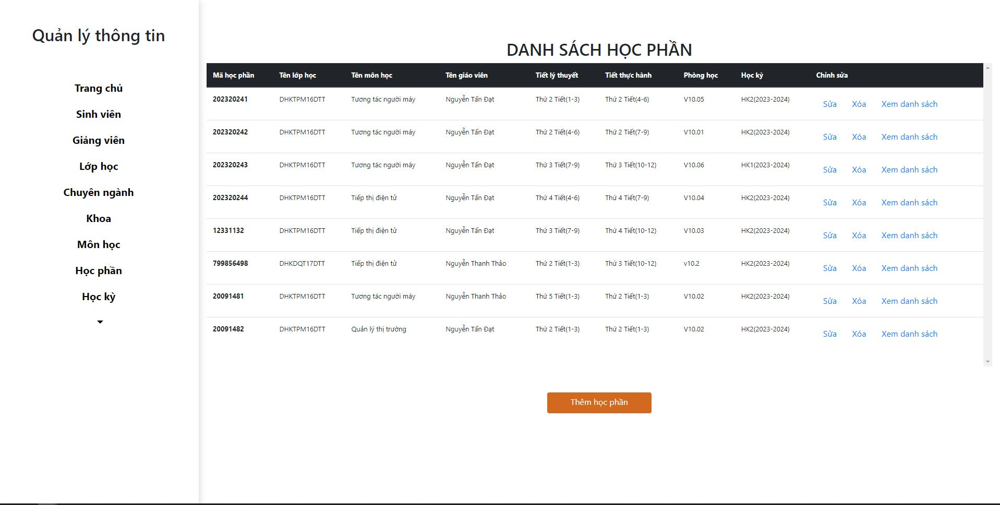 Quản lý thông tin
Trang chủ
Sinh viên
Giảng viên
Lớp học
Chuyên ngành
Khoa
Môn học
Học phần
Học kỳ
DANH SÁCH HỌC PHẦN
Mã học phần Tên lớp học Tên môn học Tên giáo viên Tiết lý thuyết Tiết thực hành Phòng học Học kỳ Chỉnh sửa
202320241 DHKTPM16DTT Tương tác người máy Nguyễn Tấn Đạt Thứ 2 Tiết(1-3) Thứ 2 Tiết(4-6) V10.05 HK2(2023-2024) Sửa Xóa Xem danh sách
202320242 DHKTPM16DTT Tương tác người máy Nguyễn Tấn Đạt Thứ 2 Tiết(4-6) Thứ 2 Tiết(7-9) V10.01 HK2(2023-2024) Sửa Xóa Xem danh sách
202320243 DHKTPM16DTT Tương tác người máy Nguyễn Tấn Đạt Thứ 3 Tiết(7-9) Thứ 3 Tiết(10-12) V10.06 HK1(2023-2024) Sửa Xóa Xem danh sách
202320244 DHKTPM16DTT Tiếp thị điện tử Nguyễn Tấn Đạt Thứ 4 Tiết(4-6) Thứ 4 Tiết(7-9) V10.04 HK2(2023-2024) Sửa Xóa Xem danh sách
12331132 DHKTPM16DTT Tiếp thị điện tử Nguyễn Tấn Đạt Thứ 3 Tiết(7-9) Thứ 4 Tiết(10-12) V10.03 HK2(2023-2024) Sửa Xóa Xem danh sách
799856498 DHKDQT17DTT Tiếp thị điện tử Nguyễn Thanh Thảo Thứ 2 Tiết(1-3) Thứ 3 Tiết(10-12) v10.2 HK2(2023-2024) Sửa Xóa Xem danh sách
20091481 DHKTPM16DTT Tương tác người máy Nguyễn Thanh Thảo Thứ 5 Tiết(1-3) Thứ 2 Tiết(1-3) V10.02 HK2(2023-2024) Sửa Xóa Xem danh sách
20091482 DHKTPM16DTT Quản lý thị trường Nguyễn Tấn Đạt Thứ 2 Tiết(1-3) Thứ 2 Tiết(1-3) V10.02 HK2(2023-2024) Sửa Xóa Xem danh sách
Thêm học phần